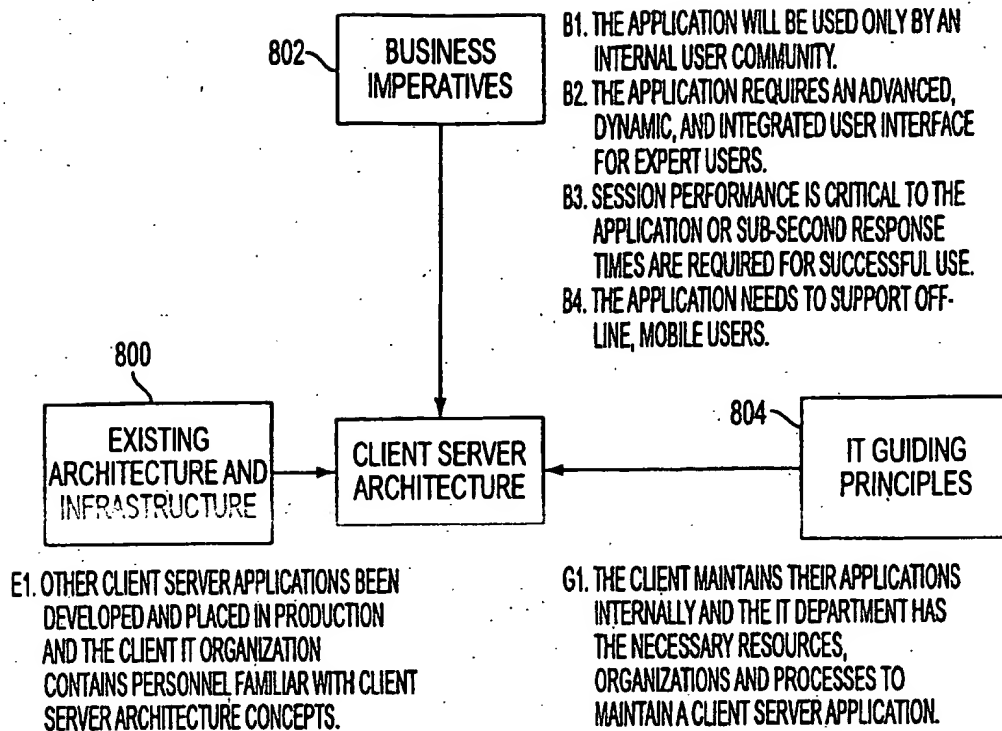 802
BUSINESS
IMPERATIVES
B1. THE APPLICATION WILL BE USED ONLY BY AN
INTERNAL USER COMMUNITY.
B2. THE APPLICATION REQUIRES AN ADVANCED,
DYNAMIC, AND INTEGRATED USER INTERFACE
FOR EXPERT USERS.
B3. SESSION PERFORMANCE IS CRITICAL TO THE
APPLICATION OR SUB-SECOND RESPONSE
TIMES ARE REQUIRED FOR SUCCESSFUL USE.
B4. THE APPLICATION NEEDS TO SUPPORT OFF-
LINE, MOBILE USERS.
800
EXISTING
ARCHITECTURE AND
INFRASTRUCTURE
CLIENT SERVER
ARCHITECTURE
804
IT GUIDING
PRINCIPLES
E1. OTHER CLIENT SERVER APPLICATIONS BEEN
DEVELOPED AND PLACED IN PRODUCTION
AND THE CLIENT IT ORGANIZATION
CONTAINS PERSONNEL FAMILIAR WITH CLIENT
SERVER ARCHITECTURE CONCEPTS.
G1. THE CLIENT MAINTAINS THEIR APPLICATIONS
INTERNALLY AND THE IT DEPARTMENT HAS
THE NECESSARY RESOURCES,
ORGANIZATIONS AND PROCESSES TO
MAINTAIN A CLIENT SERVER APPLICATION.